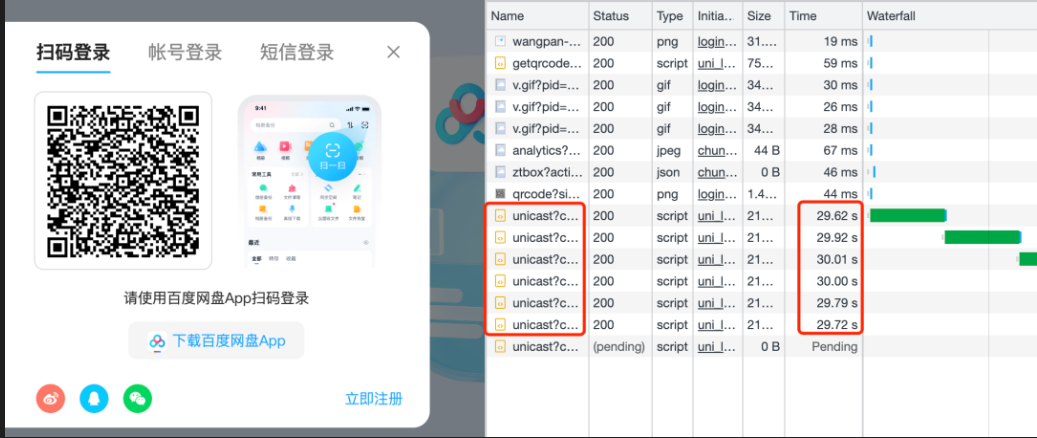 扫码登录 帐号登录 短信登录 ×
9:41
扫一扫
常用工具
最近
请使用百度网盘App扫码登录
下载百度网盘App
立即注册
Name Status Type Initia... Size Time Waterfall
wangpan-... 200 png login... 31.... 19 ms
getqrcode... 200 script uni_l... 75... 59 ms
v.gif?pid=... 200 gif login... 34... 30 ms
v.gif?pid=... 200 gif login... 34... 26 ms
v.gif?pid=... 200 gif login... 34... 28 ms
analytics?... 200 jpeg chun... 44 B 67 ms
ztbox?acti... 200 json chun... 0 B 46 ms
qrcode?si... 200 png login... 1.4... 44 ms
unicast?c... 200 script uni_l... 21... 29.62 s
unicast?c... 200 script uni_l... 21... 29.92 s
unicast?c... 200 script uni_l... 21... 30.01 s
unicast?c... 200 script uni_l... 21... 30.00 s
unicast?c... 200 script uni_l... 21... 29.79 s
unicast?c... 200 script uni_l... 21... 29.72 s
unicast?c... (pending) script uni_l... 0 B Pending